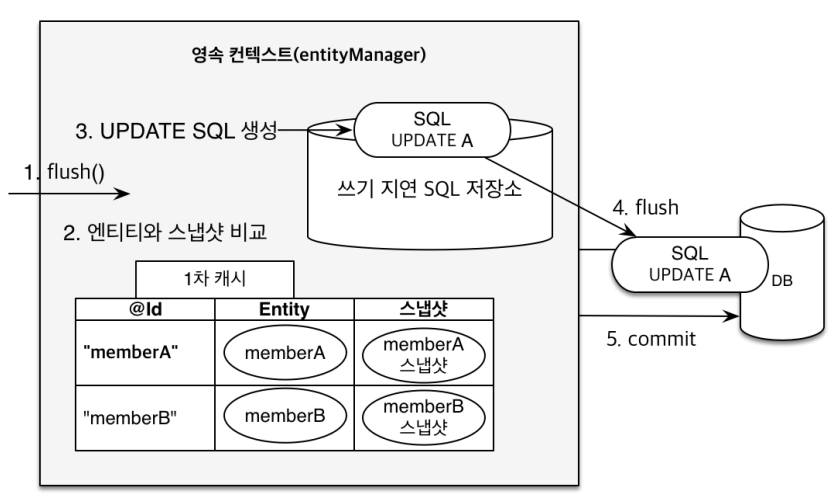 영속 컨텍스트(entityManager)
3. UPDATE SQL 생성
SQL
UPDATE A
1. flush()
쓰기 지연 SQL 저장소
4. flush
2. 엔티티와 스냅샷 비교
SQL
UPDATE A
DB
1차 캐시
@Id Entity 스냅샷
5. commit
"memberA" memberA memberA
스냅샷
"memberB" memberB memberB
스냅샷